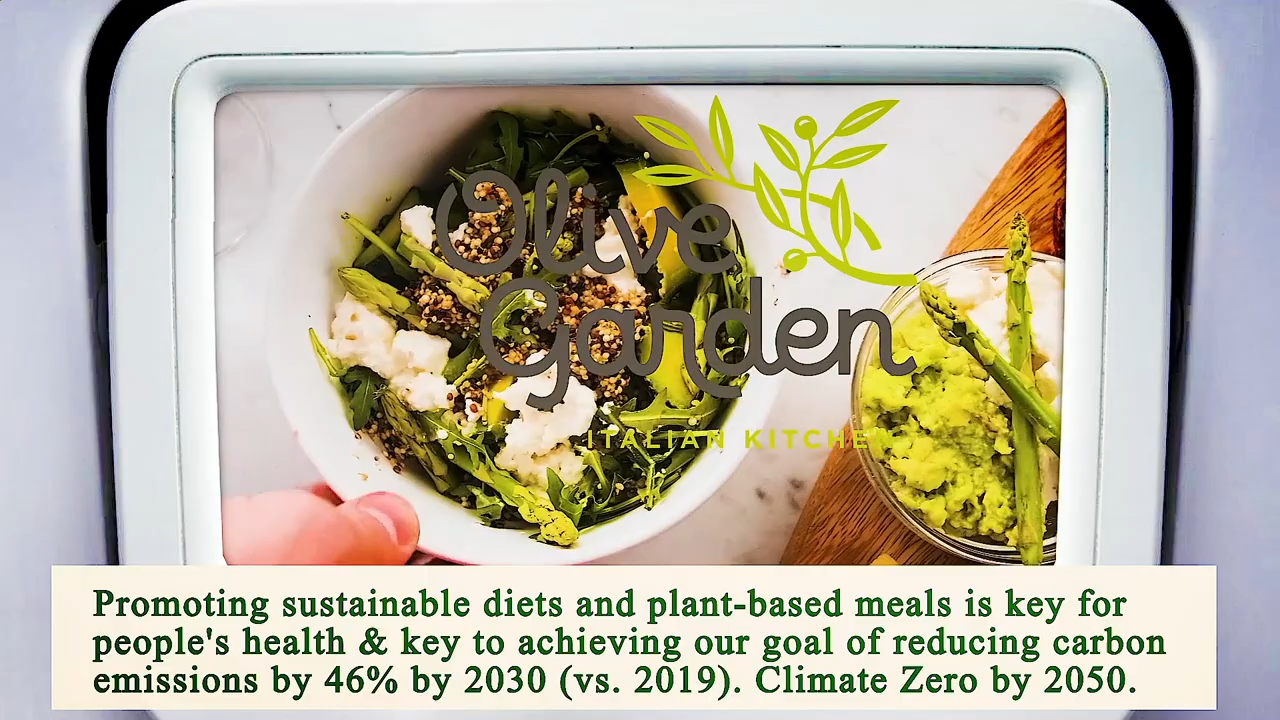 Olive
Garden
ITALIAN KITCHEN
Promoting sustainable diets and plant-based meals is key for
people's health & key to achieving our goal of reducing carbon
emissions by 46% by 2030 (vs. 2019). Climate Zero by 2050.